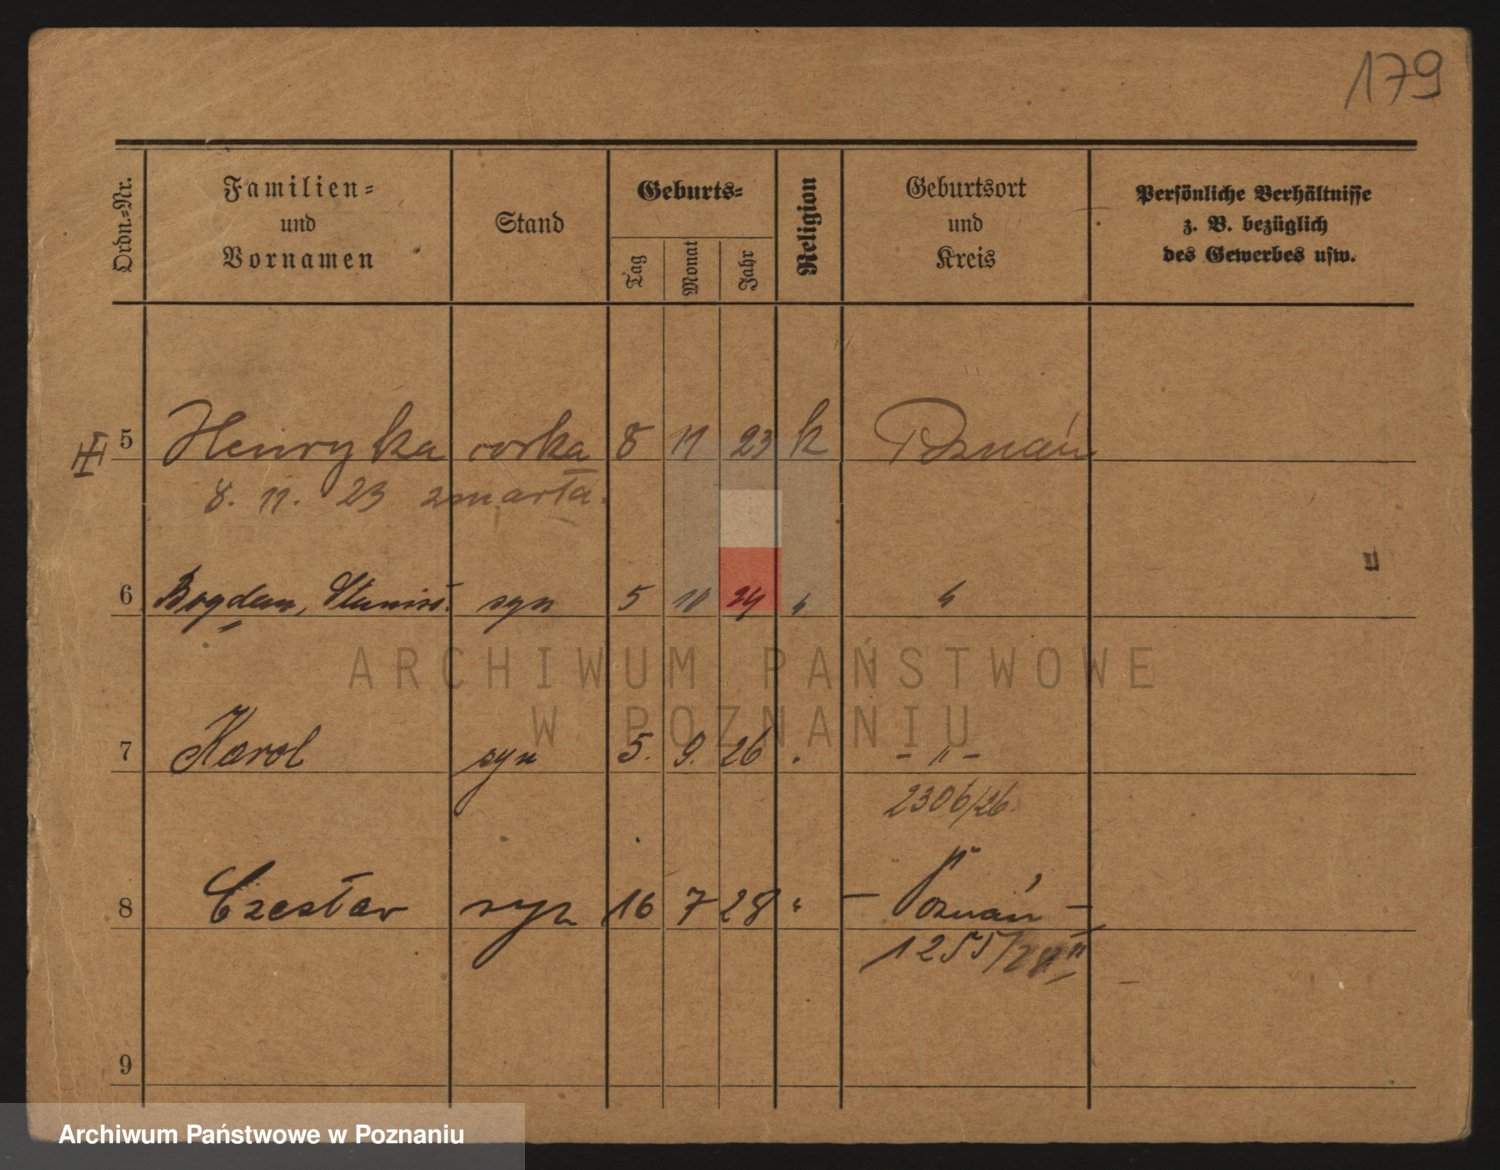 179
Ordn.-Nr.
Familien- und Vornamen
Stand
Geburts-
Tag
Monat
Jahr
Religion
Geburtsort und Kreis
Persönliche Verhältnisse
z. B. bezüglich
des Gewerbes usw.
5 Henryka corka 8 11 23 k Poznań
8. 11. 23 zmarła.
6 Bogdan, Stanisł. syn 5 24 "
ARCHIWUM PAŃSTWOWE
W POZNANIU
7 Karol syn 5. 9. 26 . - " -
2306/26.
8 Czesław syn 16 7 28 " - Poznań -
1255/28
9
Archiwum Państwowe w Poznaniu